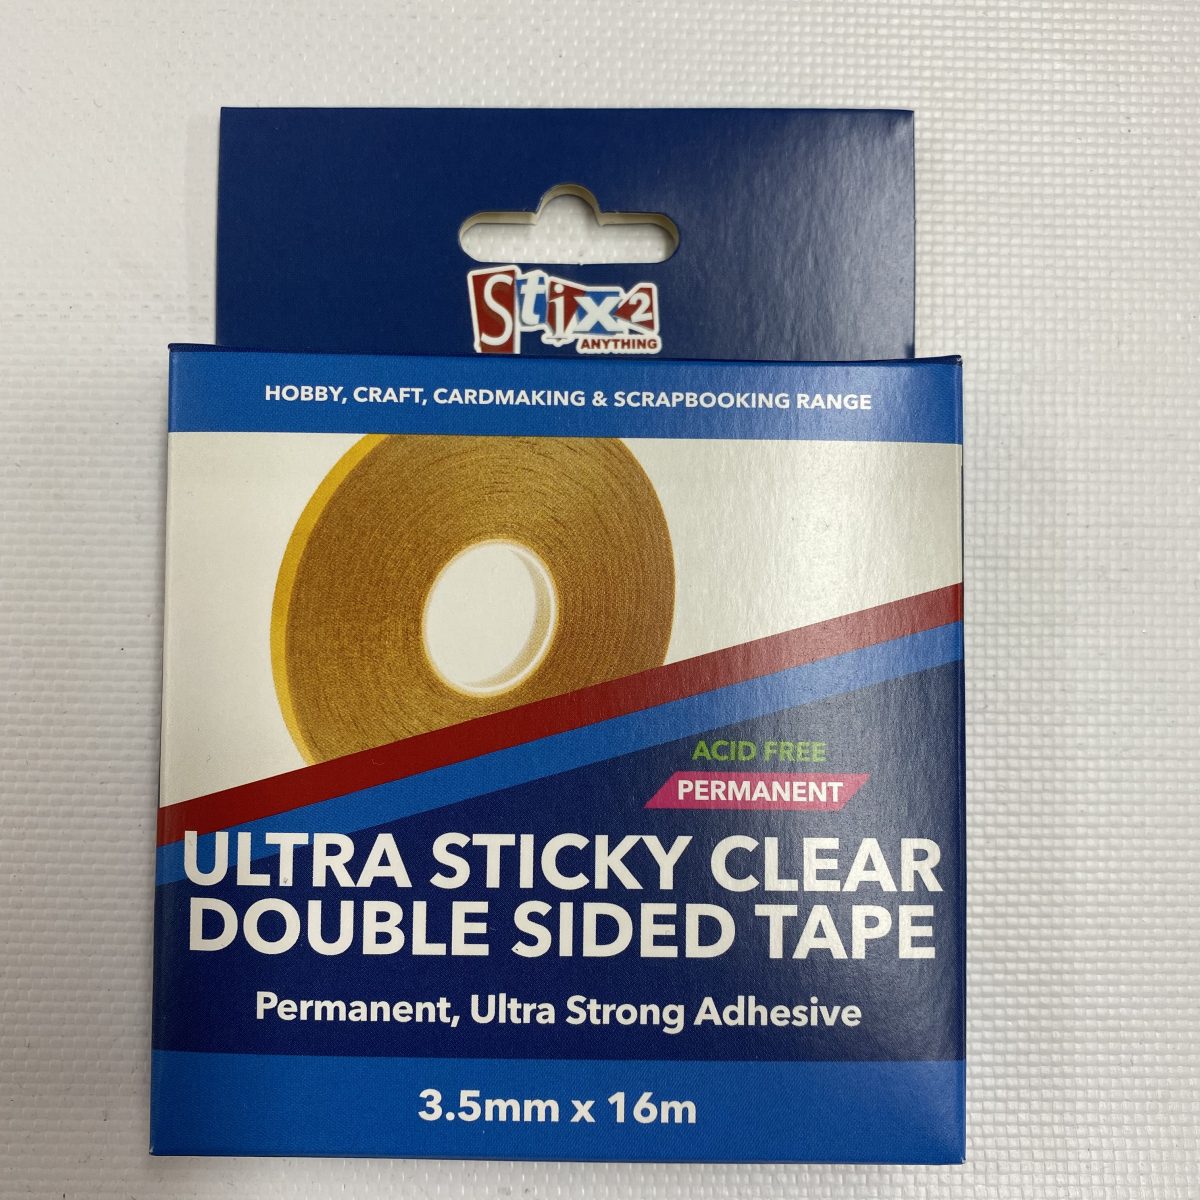 Stix2
ANYTHING
HOBBY, CRAFT, CARDMAKING & SCRAPBOOKING RANGE
ACID FREE
PERMANENT
ULTRA STICKY CLEAR
DOUBLE SIDED TAPE
Permanent, Ultra Strong Adhesive
3.5mm x 16m